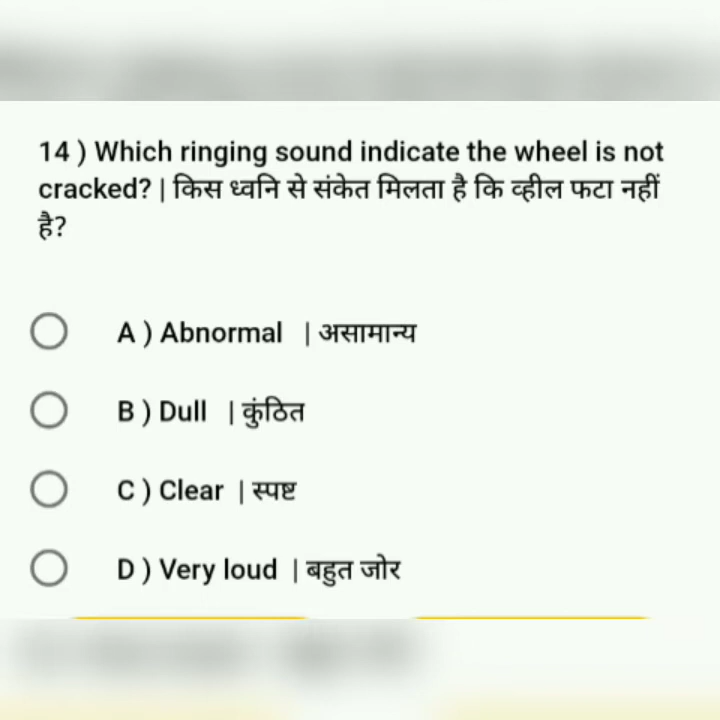 14 ) Which ringing sound indicate the wheel is not
cracked? | किस ध्वनि से संकेत मिलता है कि व्हील फटा नहीं
है?
A ) Abnormal | असामान्य
B ) Dull | कुंठित
C ) Clear | स्पष्ट
D ) Very loud | बहुत जोर